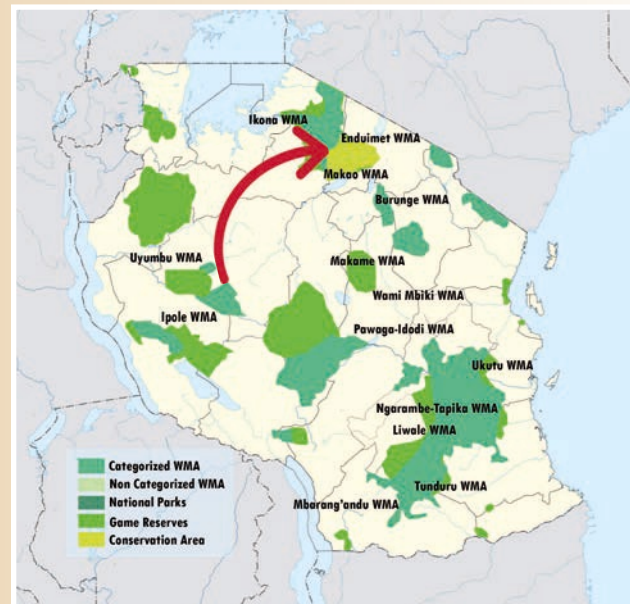 Ikona WMA
Enduimet WMA
Makao WMA
Burunge WMA
Uyumbu WMA
Makame WMA
Wami Mbiki WMA
Ipole WMA
Pawaga-Idodi WMA
Ukutu WMA
Ngarambe-Tapika WMA
Liwale WMA
Tunduru WMA
Mbarang'andu WMA
Categorized WMA
Non Categorized WMA
National Parks
Game Reserves
Conservation Area